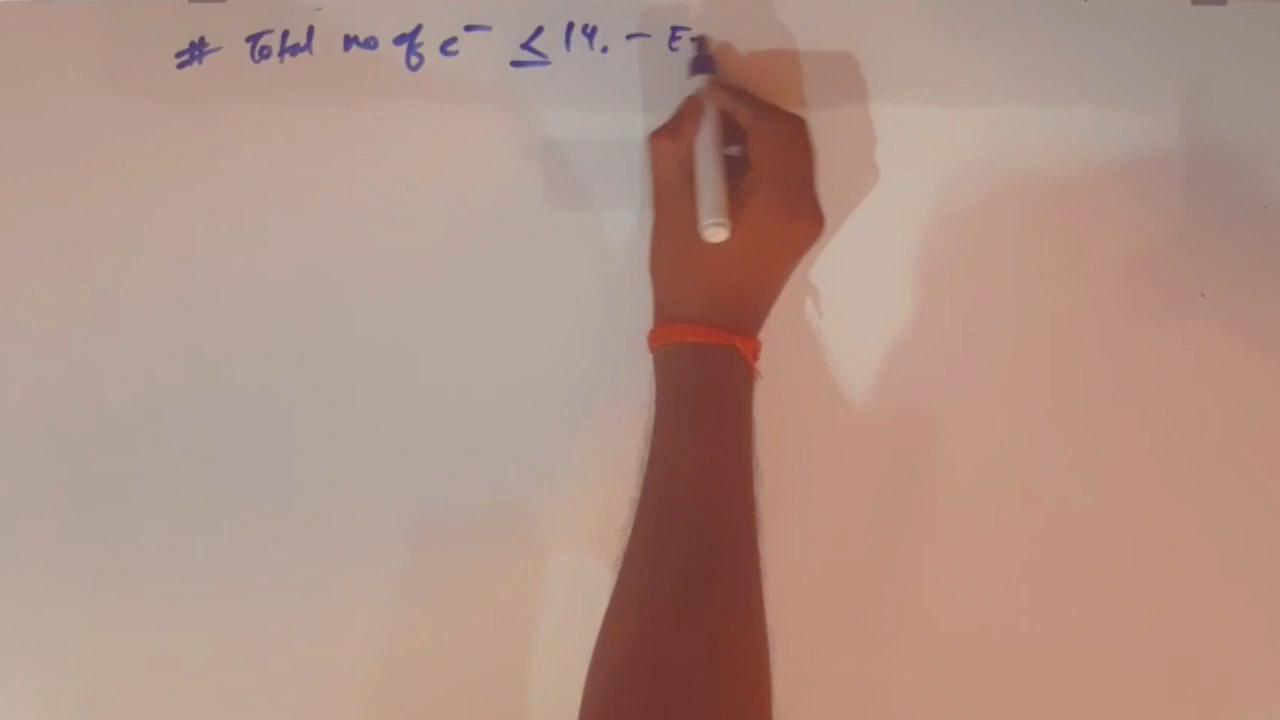 # Total no of e⁻ ≤ 14. - E